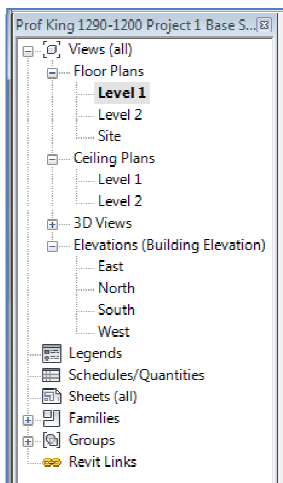 Prof King 1290-1200 Project 1 Base S...
Views (all)
Floor Plans
Level 1
Level 2
Site
Ceiling Plans
Level 1
Level 2
3D Views
Elevations (Building Elevation)
East
North
South
West
Legends
Schedules/Quantities
Sheets (all)
Families
Groups
Revit Links